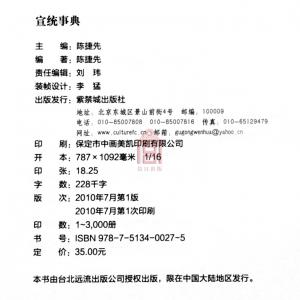 宣统事典
主　　编：陈捷先
编　　著：陈捷先
责任编辑：刘　玮
装帧设计：李　猛
出版发行：紫禁城出版社
地址：北京东城区景山前街4号　邮编：100009
电话：010-85007808　010-85007816　传真：010-65129479
网址：www.culturefc.cn　邮箱：gugongwenhua@yahoo.cn
印　　刷：保定市中画美凯印刷有限公司
开　　本：787×1092毫米　1/16
印　　张：18.25
字　　数：228千字
版　　次：2010年7月第1版
2010年7月第1次印刷
印　　数：1~3,000册
书　　号：ISBN 978-7-5134-0027-5
定　　价：35.00元
本书由台北远流出版公司授权出版，限在中国大陆地区发行。